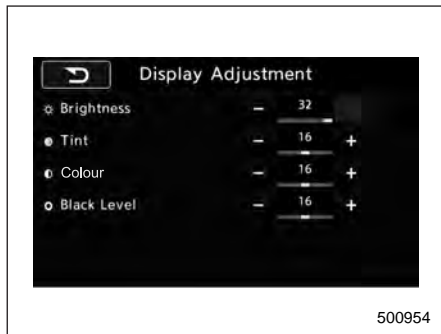 Display Adjustment
Brightness − 32
Tint − 16 +
Colour − 16 +
Black Level − 16 +
500954